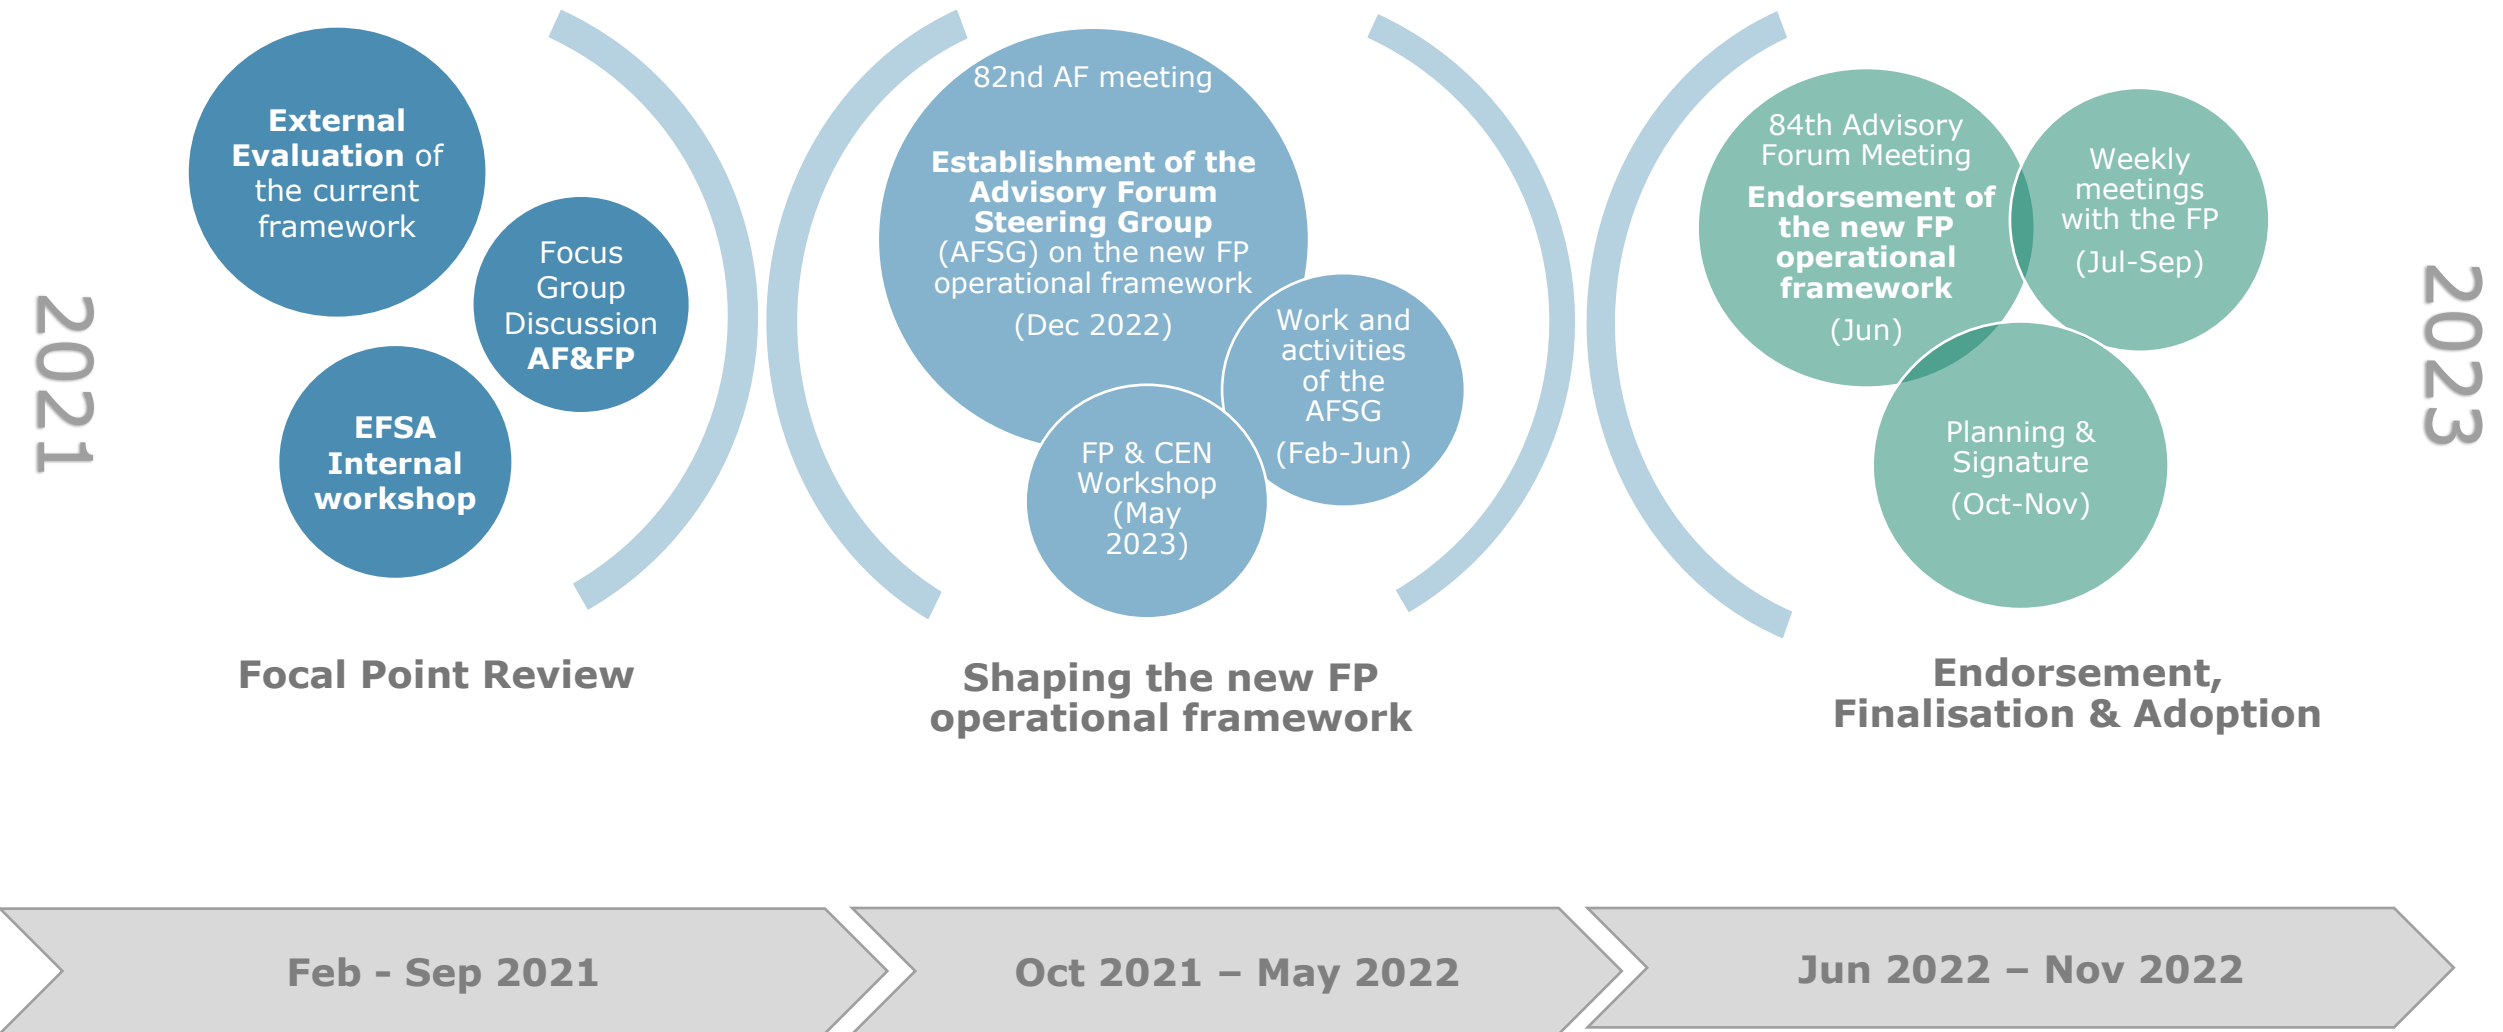 2021
External
Evaluation of
the current
framework
Focus
Group
Discussion
AF&FP
EFSA
Internal
workshop
Focal Point Review
82nd AF meeting
Establishment of the
Advisory Forum
Steering Group
(AFSG) on the new FP
operational framework
(Dec 2022)
Work and
activities
of the
AFSG
(Feb-Jun)
FP & CEN
Workshop
(May
2023)
Shaping the new FP
operational framework
84th Advisory
Forum Meeting
Endorsement of
the new FP
operational
framework
(Jun)
Weekly
meetings
with the FP
(Jul-Sep)
Planning &
Signature
(Oct-Nov)
Endorsement,
Finalisation & Adoption
2023
Feb - Sep 2021
Oct 2021 – May 2022
Jun 2022 – Nov 2022